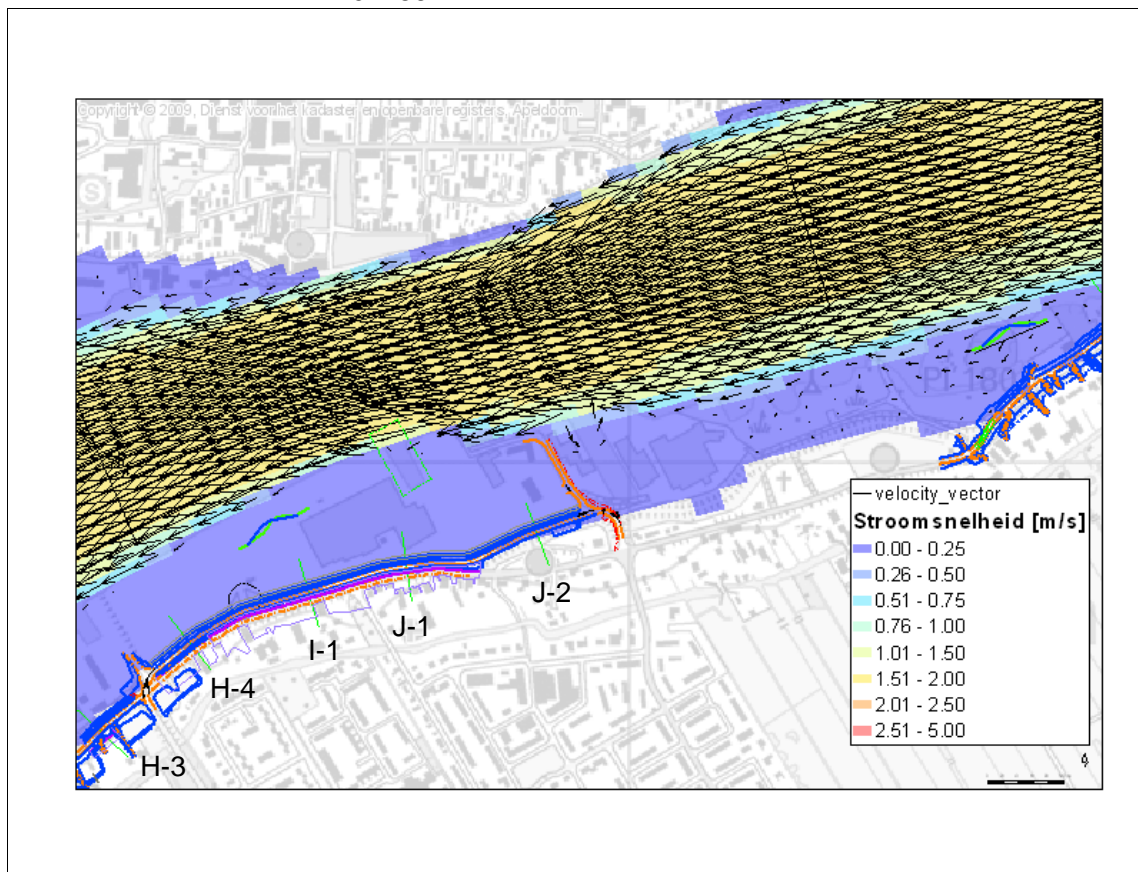 Copyright © 2009, Dienst voor het kadaster en openbare registers, Apeldoorn
velocity_vector
Stroomsnelheid [m/s]
0.00 - 0.25
0.26 - 0.50
0.51 - 0.75
0.76 - 1.00
1.01 - 1.50
1.51 - 2.00
2.01 - 2.50
2.51 - 5.00
J-2
J-1
I-1
H-4
H-3